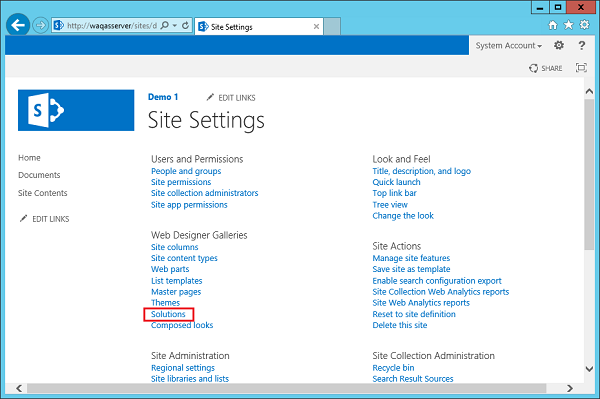 http://waqasserver/sites/d
Site Settings
System Account
?
SHARE
S
Demo 1
EDIT LINKS
Site Settings
Home
Documents
Site Contents
EDIT LINKS
Users and Permissions
People and groups
Site permissions
Site collection administrators
Site app permissions
Look and Feel
Title, description, and logo
Quick launch
Top link bar
Tree view
Change the look
Web Designer Galleries
Site columns
Site content types
Web parts
List templates
Master pages
Themes
Solutions
Composed looks
Site Actions
Manage site features
Save site as template
Enable search configuration export
Site Collection Web Analytics reports
Site Web Analytics reports
Reset to site definition
Delete this site
Site Administration
Regional settings
Site libraries and lists
Site Collection Administration
Recycle bin
Search Result Sources